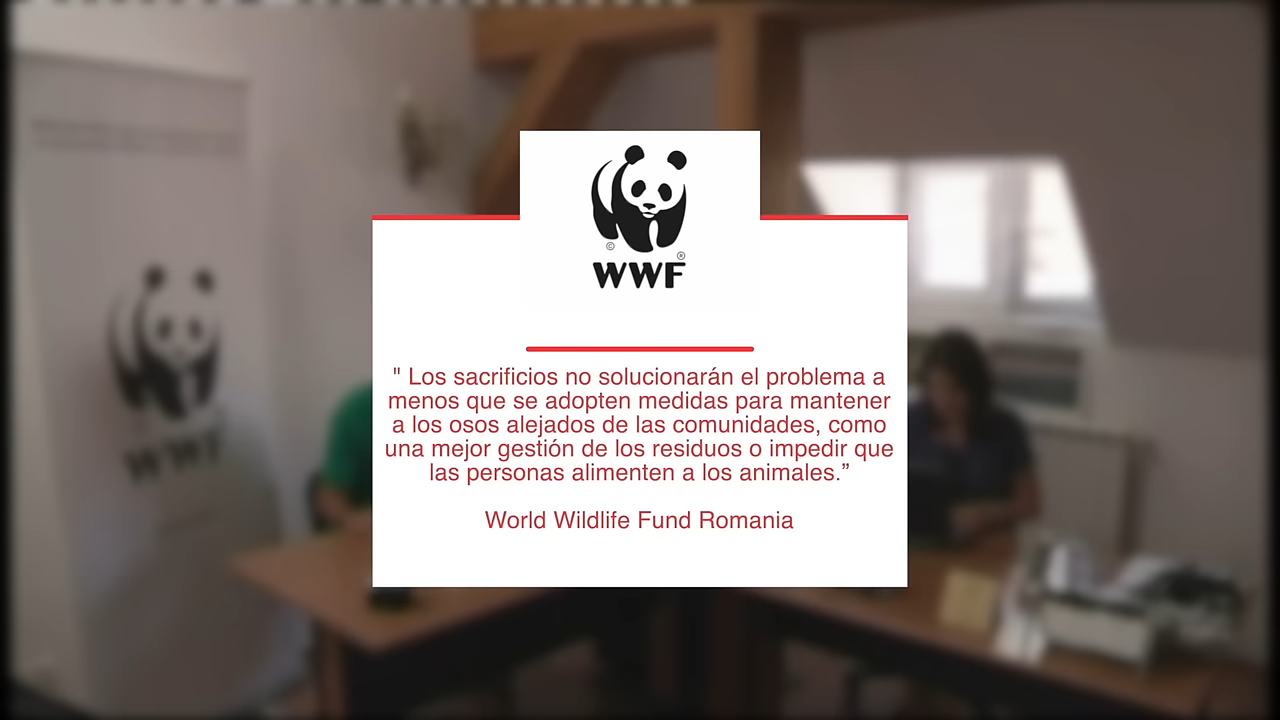 WWF
" Los sacrificios no solucionarán el problema a
menos que se adopten medidas para mantener
a los osos alejados de las comunidades, como
una mejor gestión de los residuos o impedir que
las personas alimenten a los animales.”
World Wildlife Fund Romania
WWF